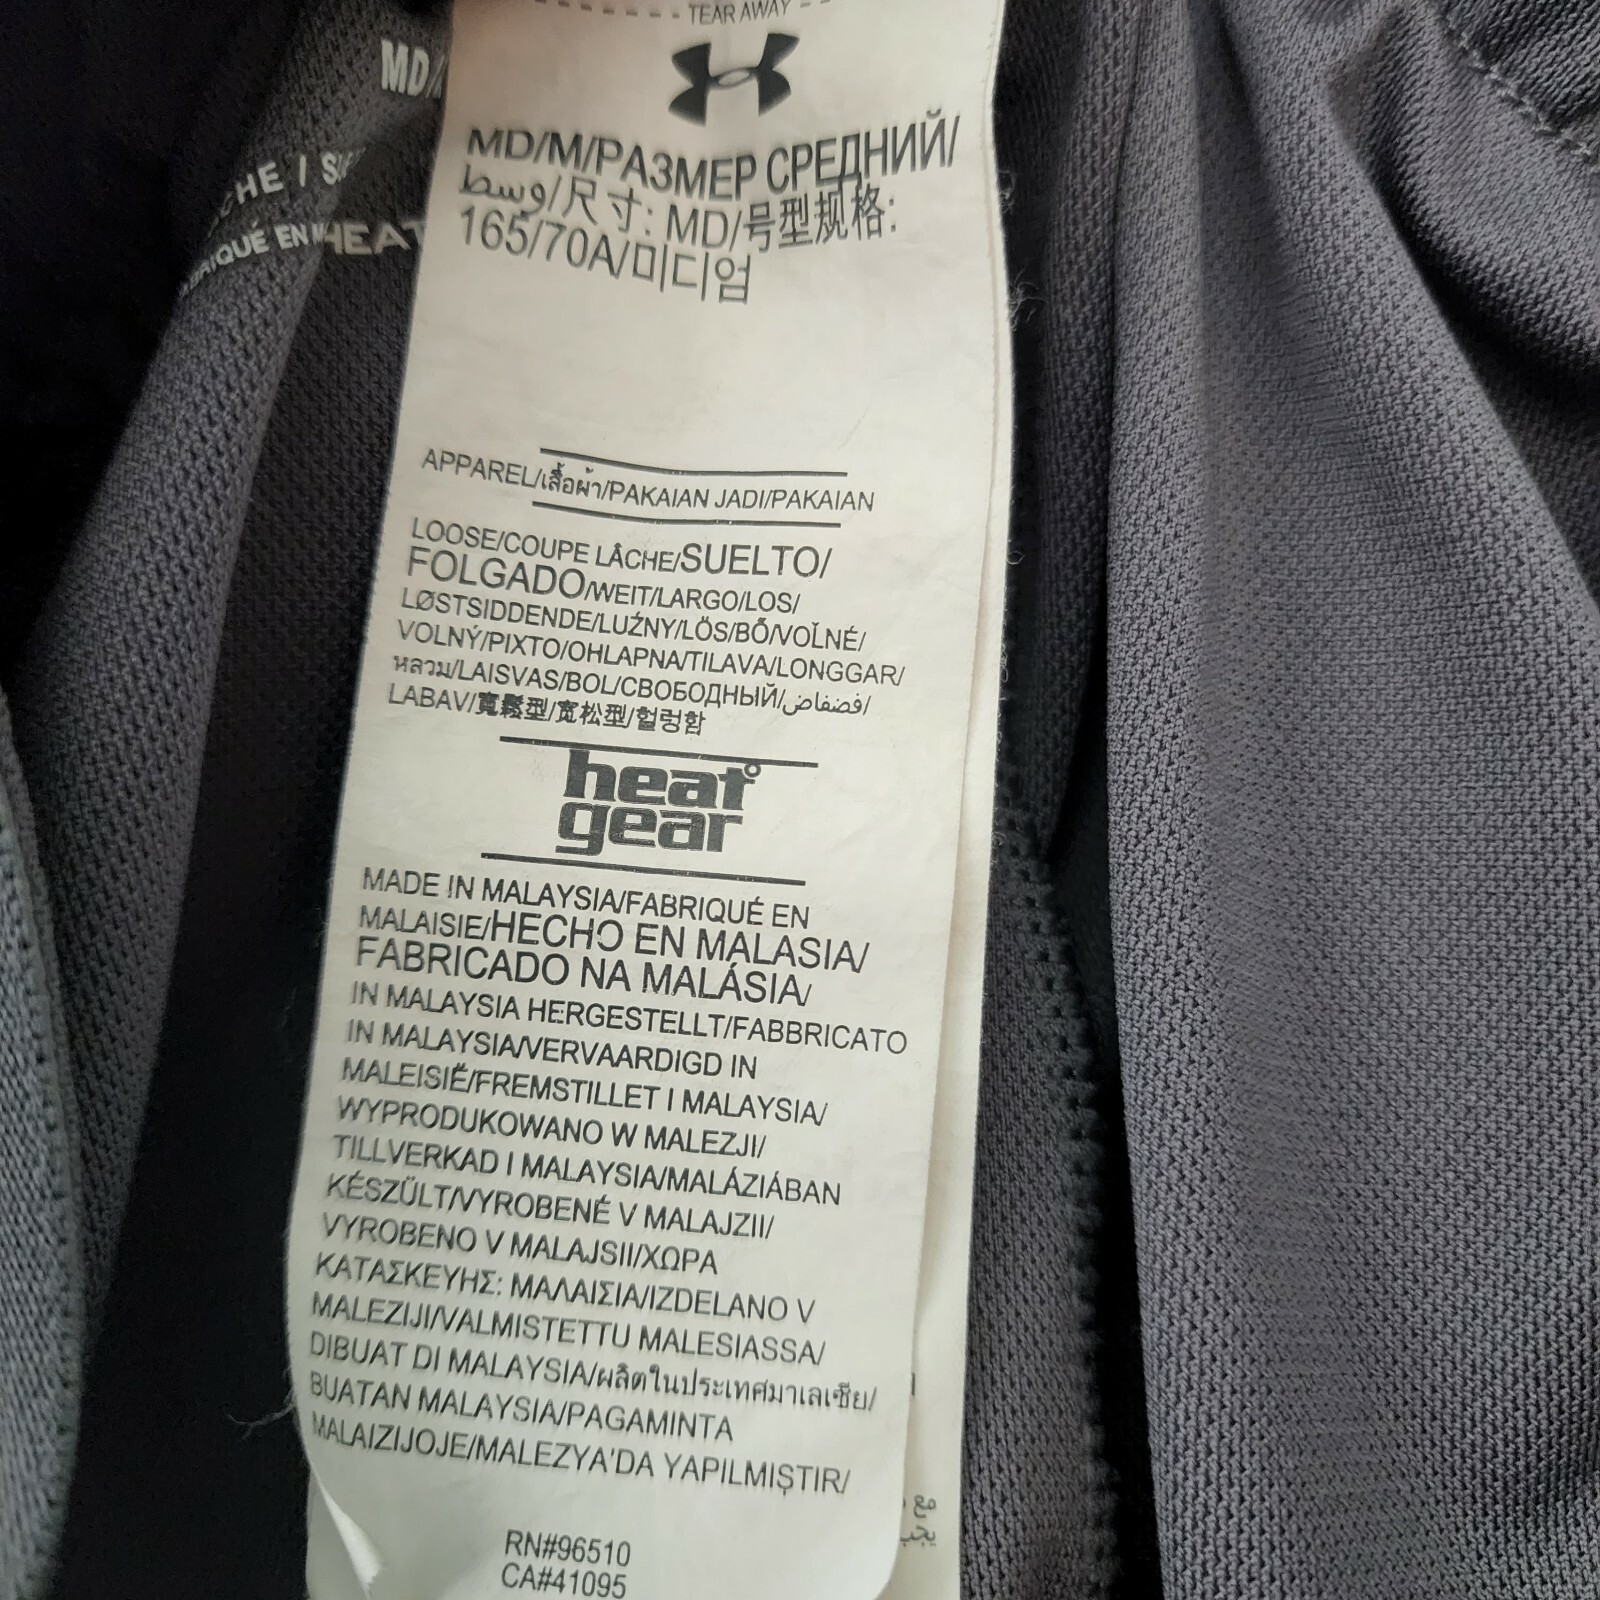 TEAR AWAY
MD/
MD/M/РАЗМЕР СРЕДНИЙ/
وسط/尺寸: MD/号型规格:
165/70A/미디엄
APPAREL/เสื้อผ้า/PAKAIAN JADI/PAKAIAN
LOOSE/COUPE LÂCHE/SUELTO/
FOLGADO/WEIT/LARGO/LOS/
LØSTSIDDENDE/LUŹNY/LÖS/BŐ/VOĽNÉ/
VOLNÝ/ΡΙΧΤΟ/OHLAPNA/TILAVA/LONGGAR/
หลวม/LAISVAS/BOL/СВОБОДНЫЙ/فضفاض/
LABAV/寬鬆型/宽松型/헐렁함
heat
gear
MADE IN MALAYSIA/FABRIQUÉ EN
MALAISIE/HECHO EN MALASIA/
FABRICADO NA MALÁSIA/
IN MALAYSIA HERGESTELLT/FABBRICATO
IN MALAYSIA/VERVAARDIGD IN
MALEISIË/FREMSTILLET I MALAYSIA/
WYPRODUKOWANO W MALEZJI/
TILLVERKAD I MALAYSIA/MALÁZIÁBAN
KÉSZÜLT/VYROBENÉ V MALAJZII/
VYROBENO V MALAJSII/ΧΩΡΑ
ΚΑΤΑΣΚΕΥΗΣ: ΜΑΛΑΙΣΙΑ/IZDELANO V
MALEZIJI/VALMISTETTU MALESIASSA/
DIBUAT DI MALAYSIA/ผลิตในประเทศมาเลเซีย/
BUATAN MALAYSIA/PAGAMINTA
MALAIZIJOJE/MALEZYA'DA YAPILMIŞTIR/
RN#96510
CA#41095